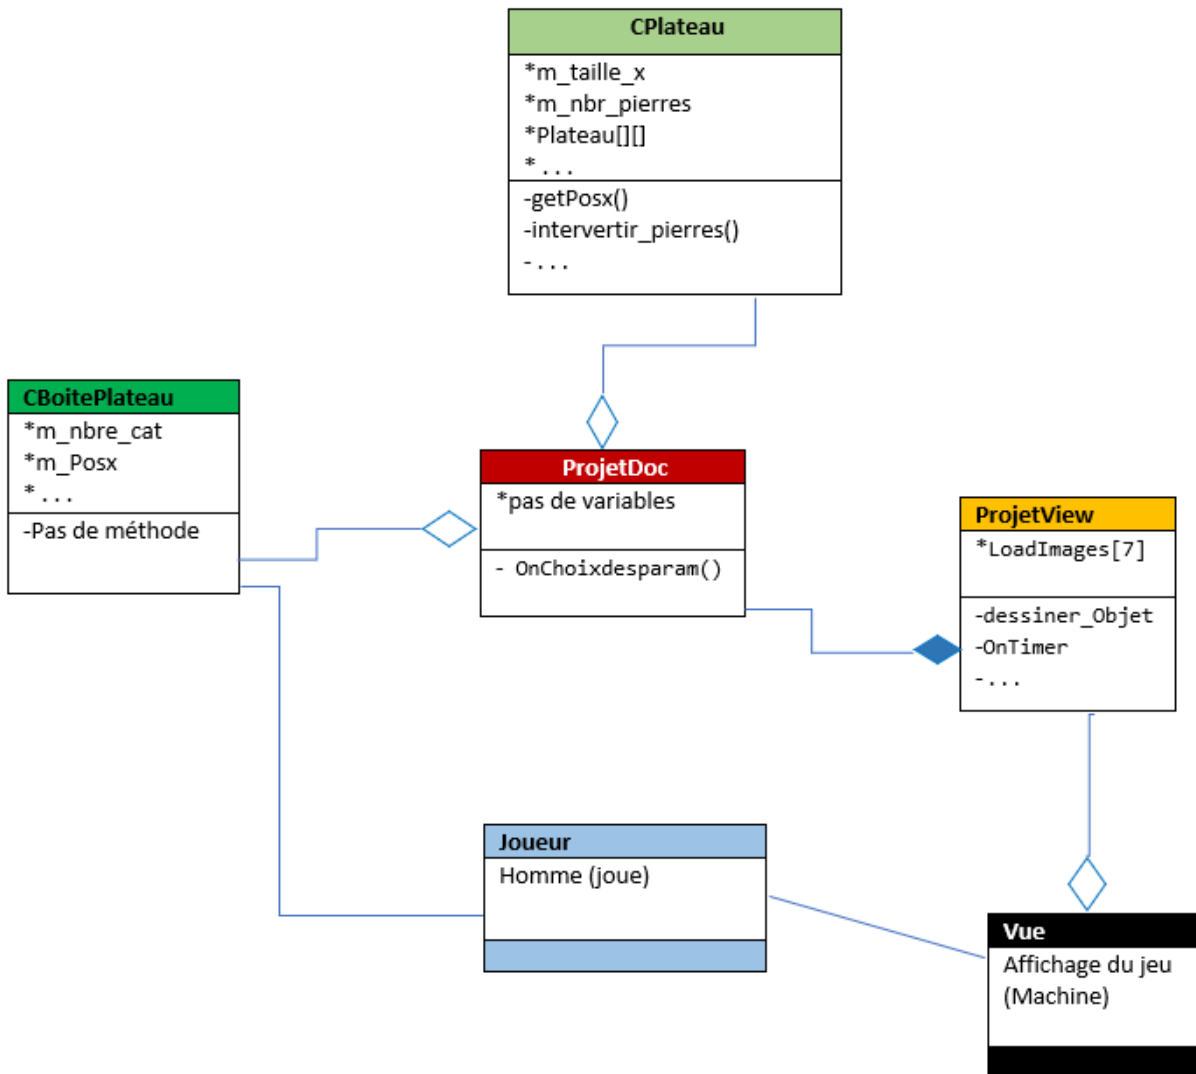 CPlateau
*m_taille_x
*m_nbr_pierres
*Plateau[][]
*...
-getPosx()
-intervertir_pierres()
-...
CBoitePlateau
*m_nbre_cat
*m_Posx
*...
-Pas de méthode
ProjetDoc
*pas de variables
- OnChoixdesparam()
ProjetView
*LoadImages[7]
-dessiner_Objet
-OnTimer
-...
Joueur
Homme (joue)
Vue
Affichage du jeu
(Machine)